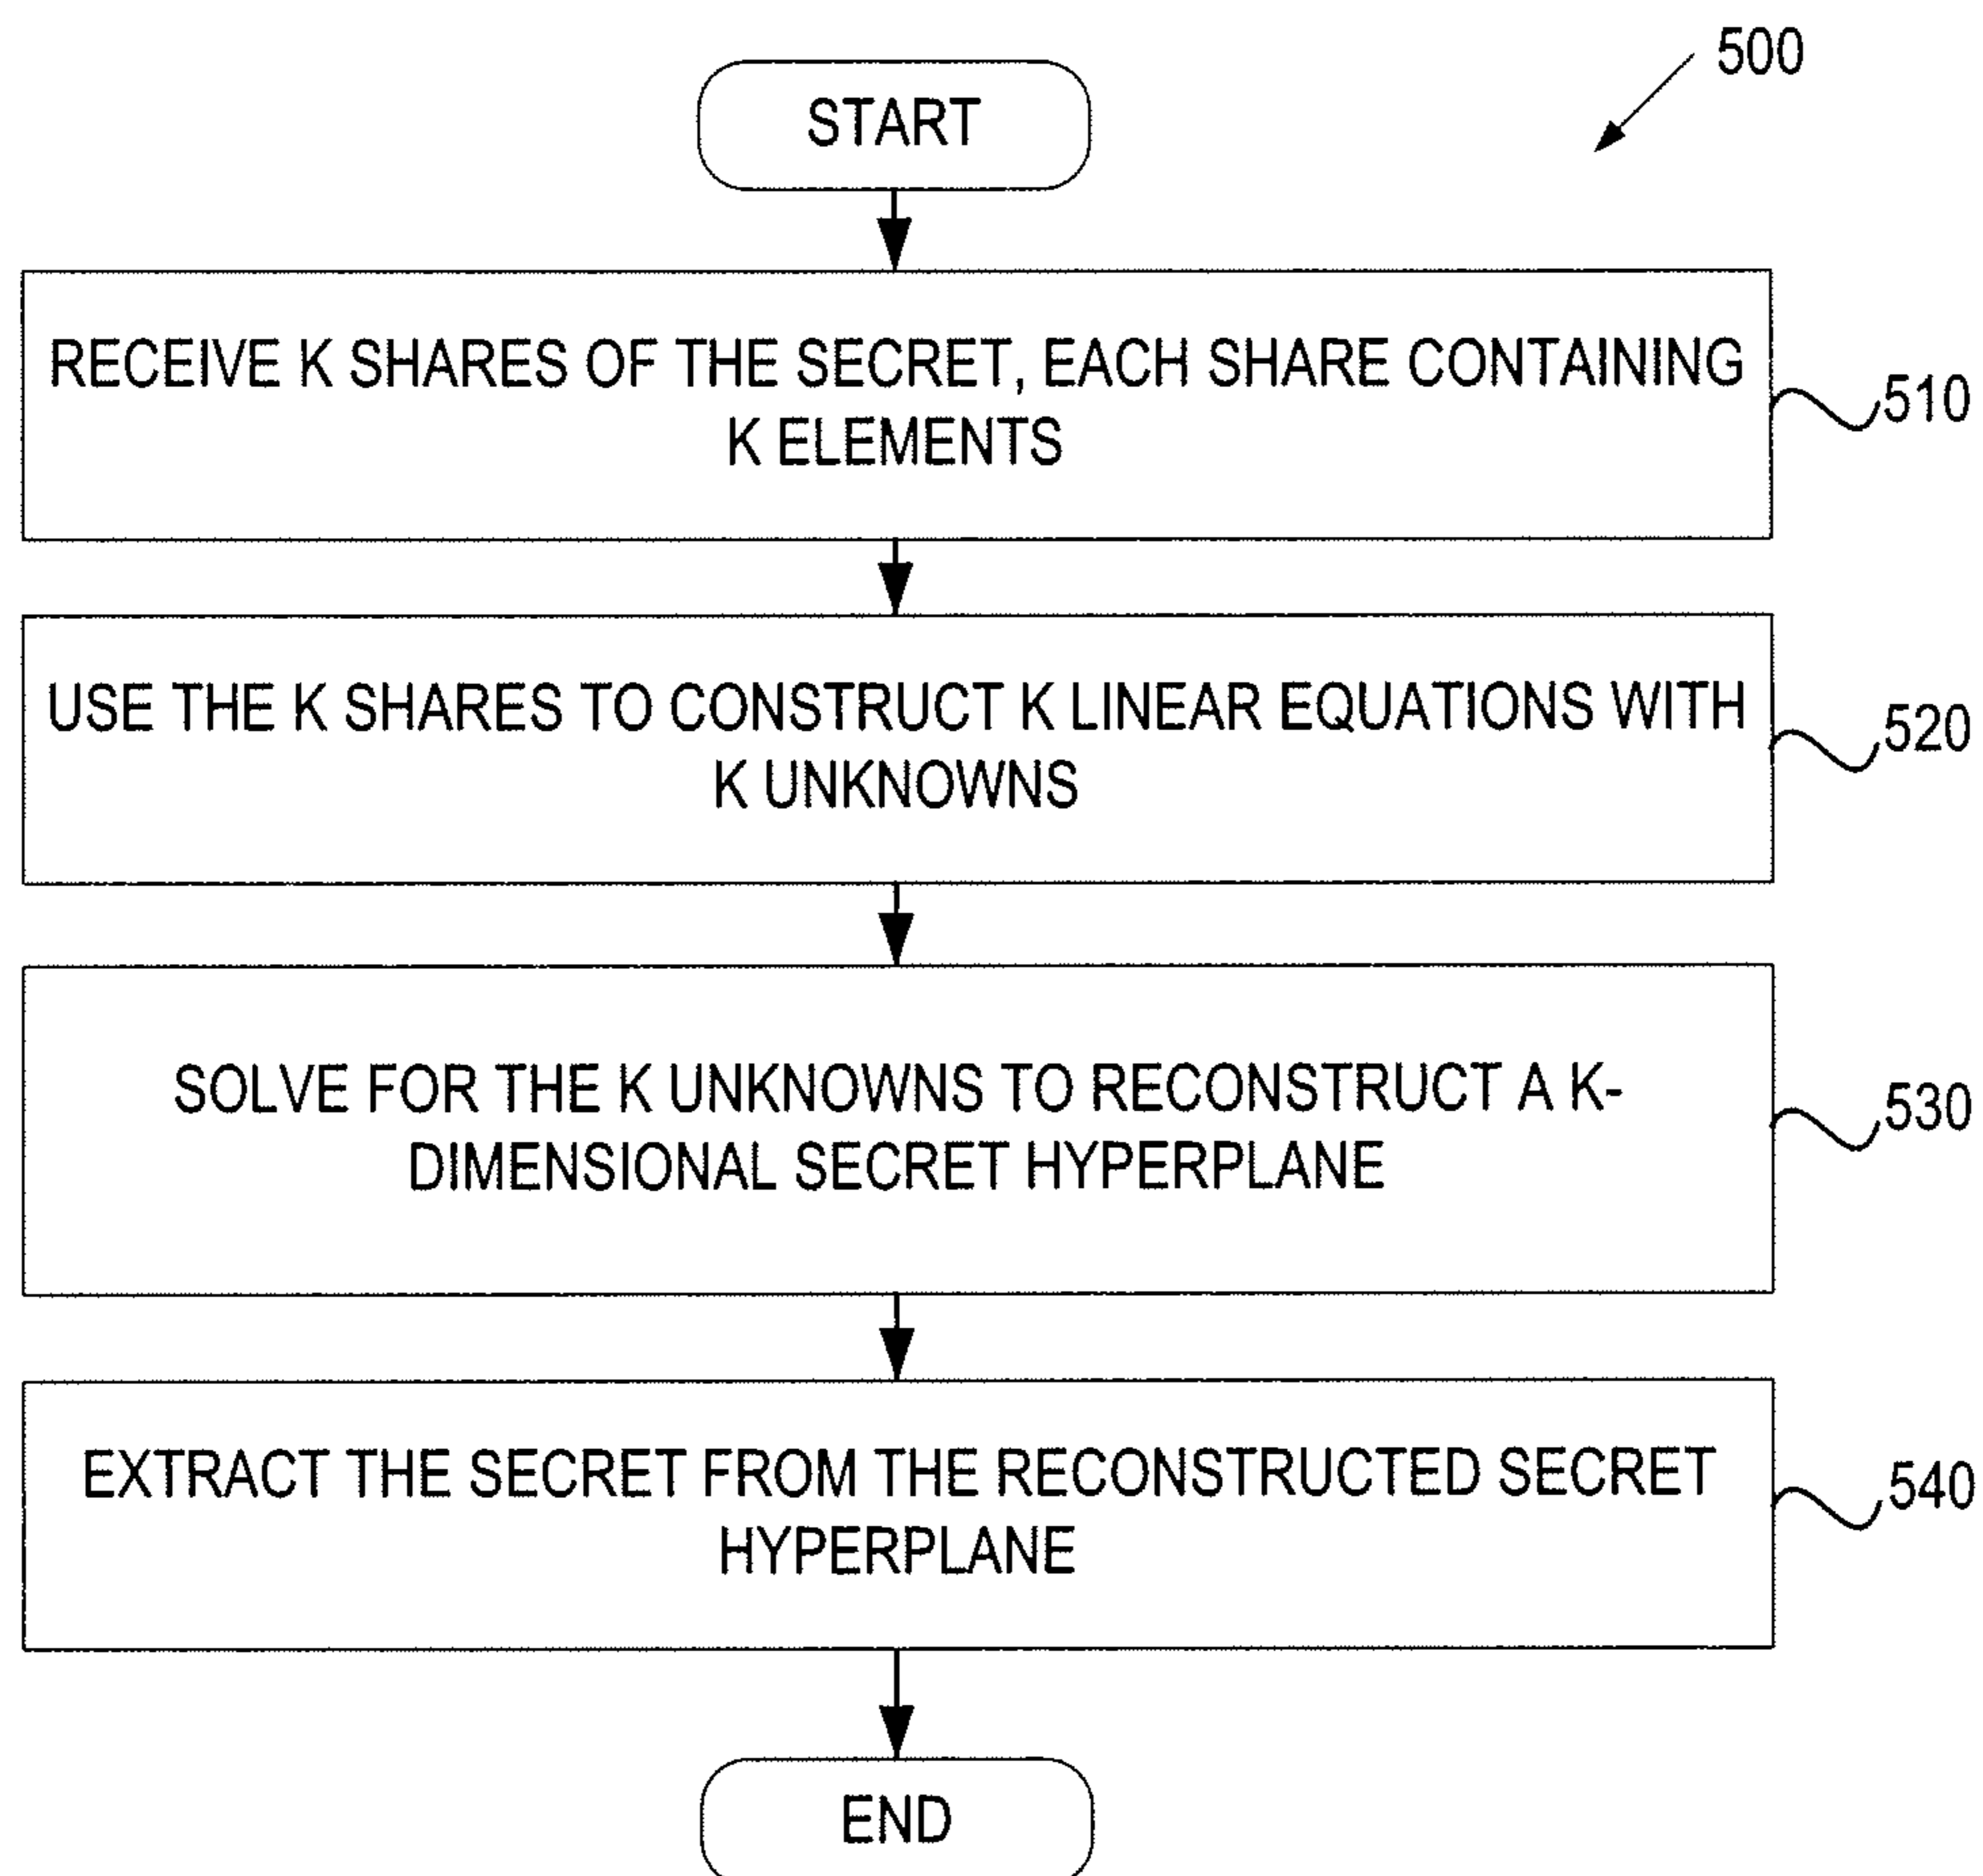 500
START
RECEIVE K SHARES OF THE SECRET, EACH SHARE CONTAINING
K ELEMENTS
510
USE THE K SHARES TO CONSTRUCT K LINEAR EQUATIONS WITH
K UNKNOWNS
520
SOLVE FOR THE K UNKNOWNS TO RECONSTRUCT A K-
DIMENSIONAL SECRET HYPERPLANE
530
EXTRACT THE SECRET FROM THE RECONSTRUCTED SECRET
HYPERPLANE
540
END